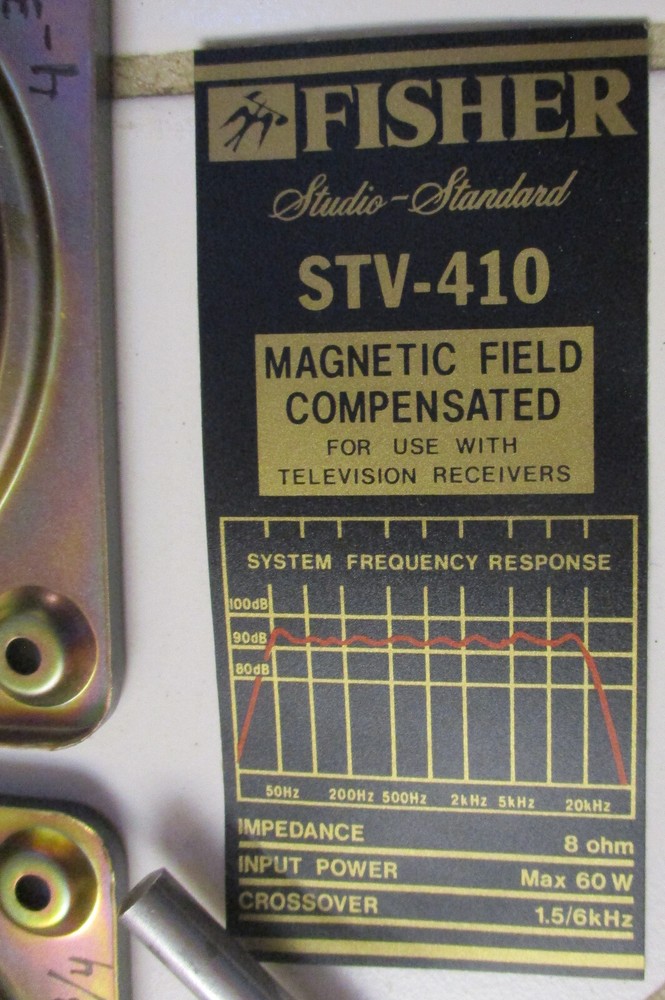 FISHER
Studio-Standard
STV-410
MAGNETIC FIELD
COMPENSATED
FOR USE WITH
TELEVISION RECEIVERS
SYSTEM FREQUENCY RESPONSE
100dB
90dB
80dB
50Hz 200Hz 500Hz 2kHz 5kHz 20kHz
IMPEDANCE 8 ohm
INPUT POWER Max 60 W
CROSSOVER 1.5/6kHz